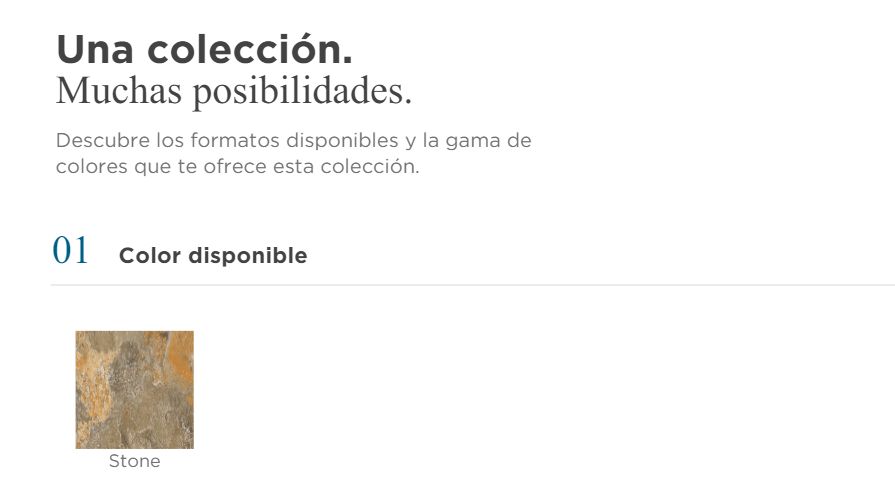 Una colección.
Muchas posibilidades.
Descubre los formatos disponibles y la gama de
colores que te ofrece esta colección.
01 Color disponible
Stone